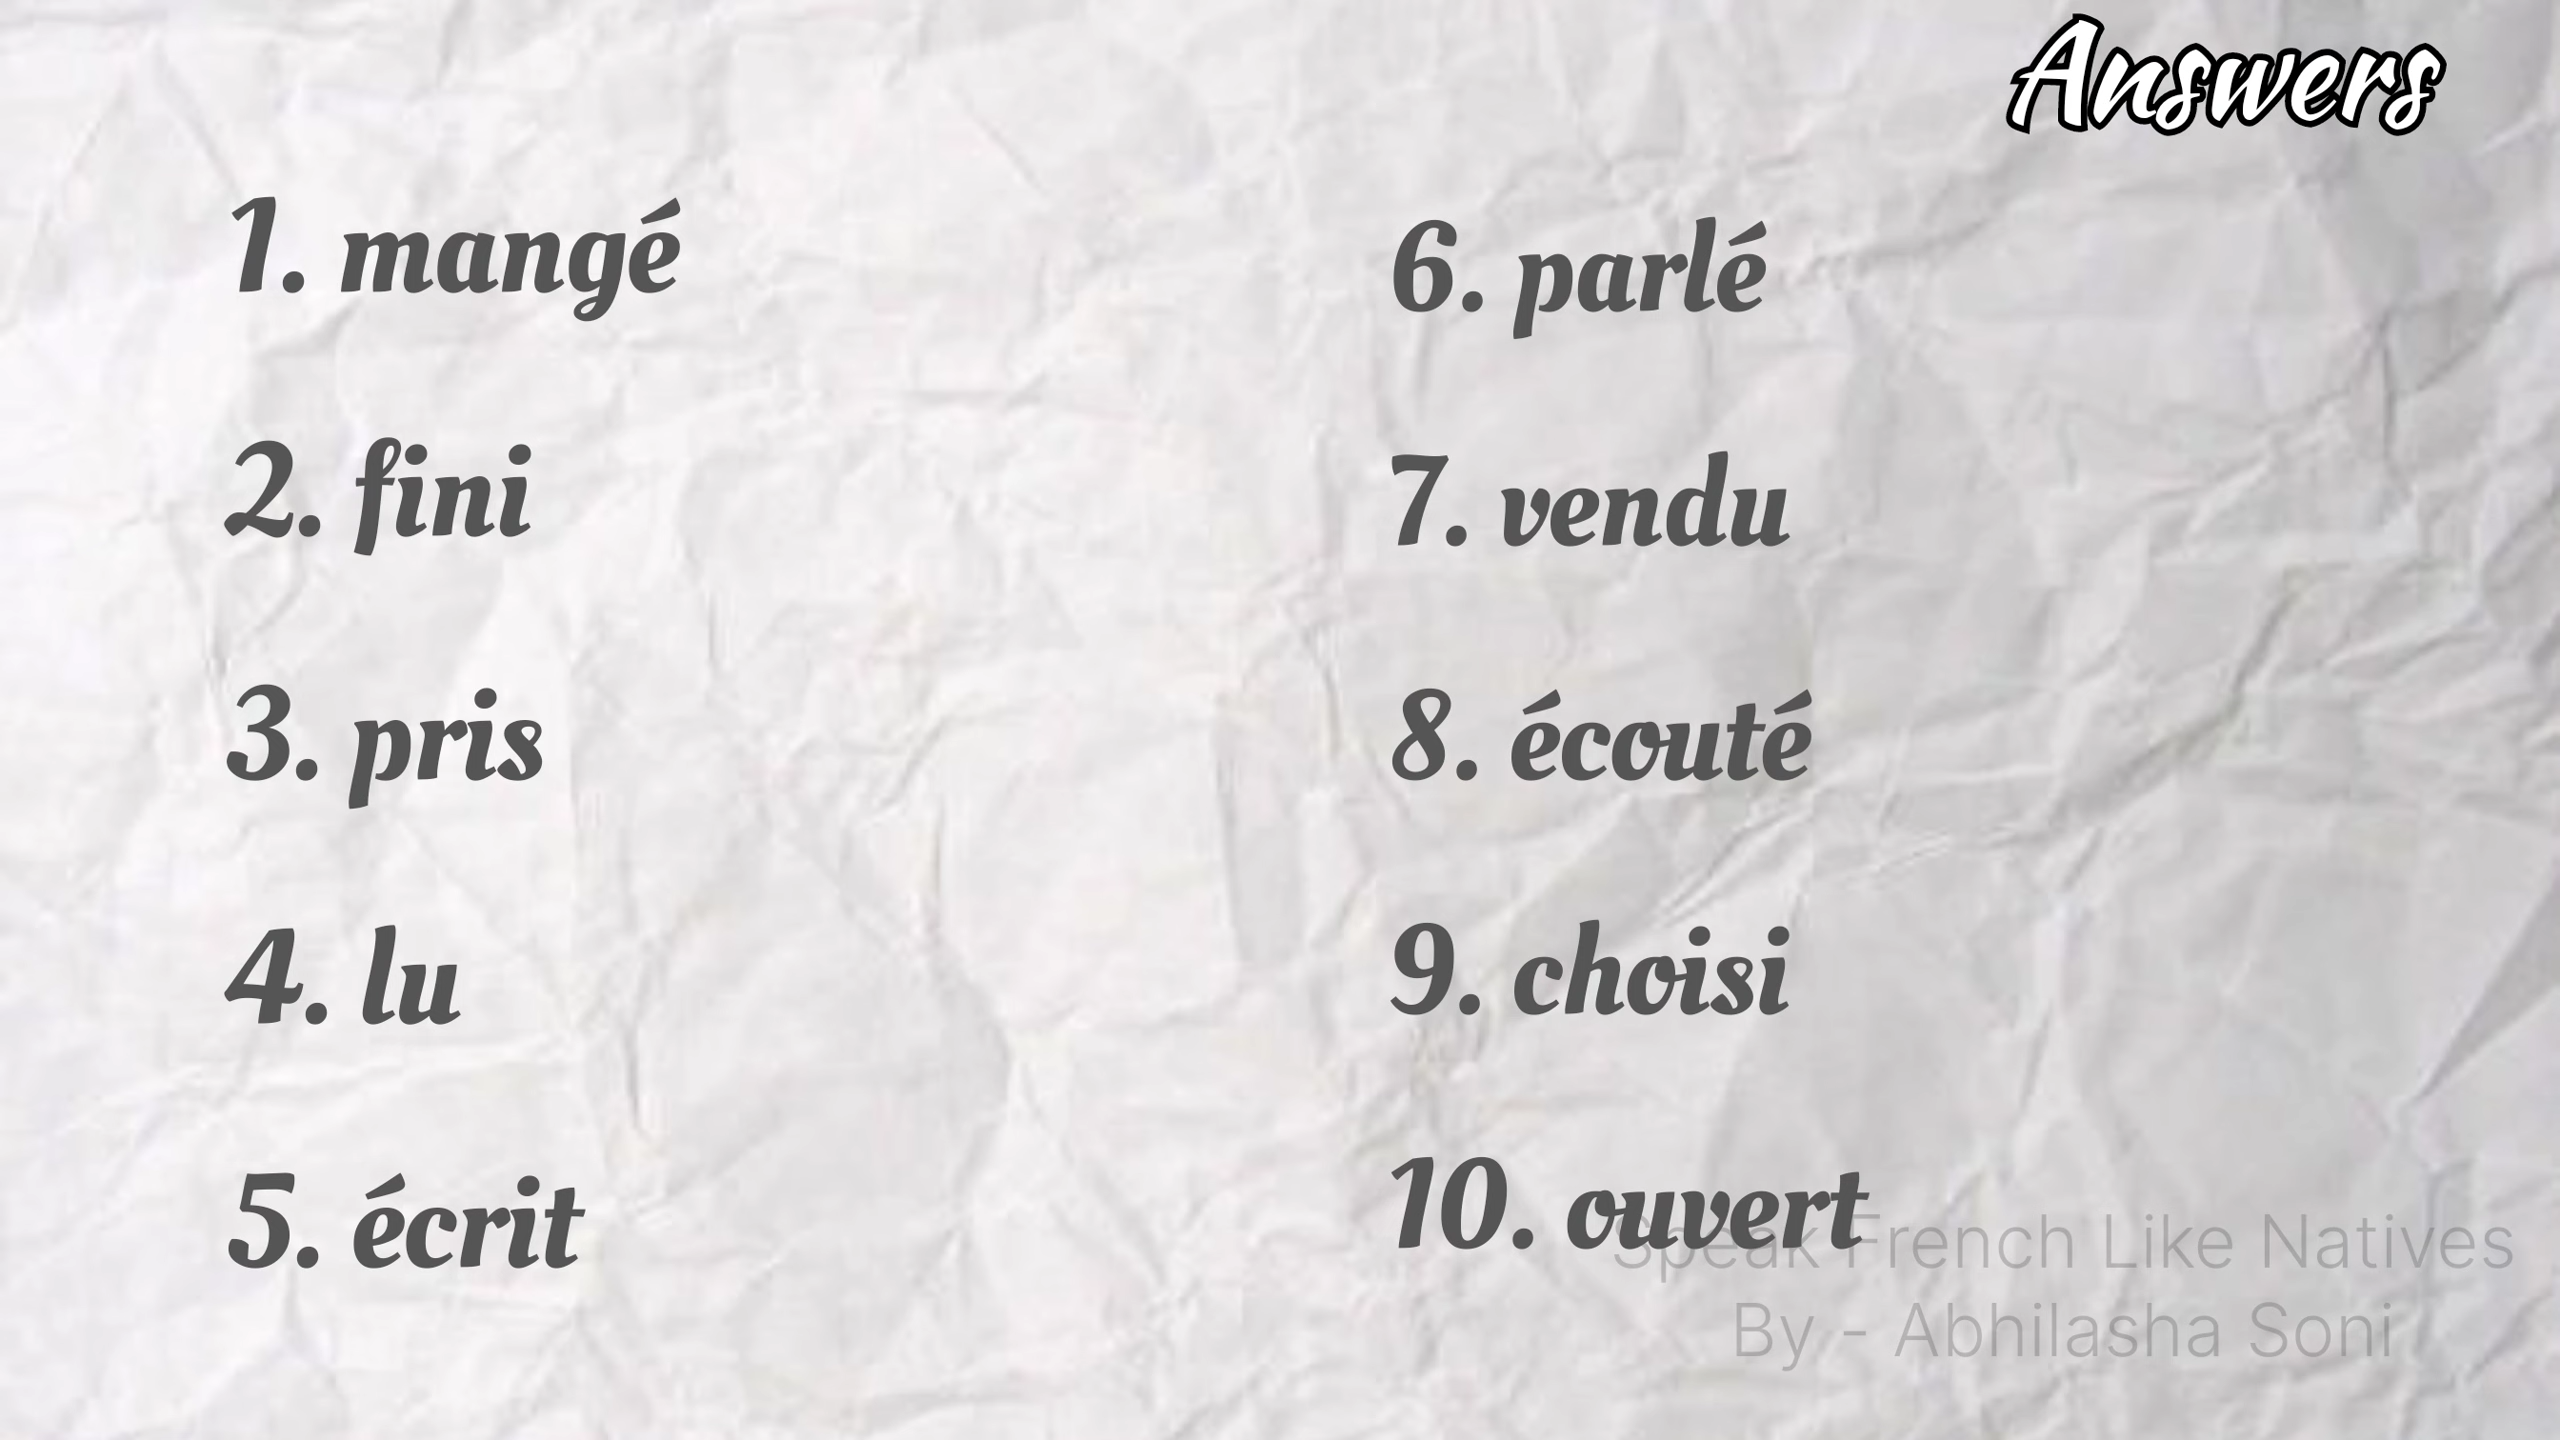 Answers
1. mangé
2. fini
3. pris
4. lu
5. écrit
6. parlé
7. vendu
8. écouté
9. choisi
10. ouvert
Speak French Like Natives
By - Abhilasha Soni